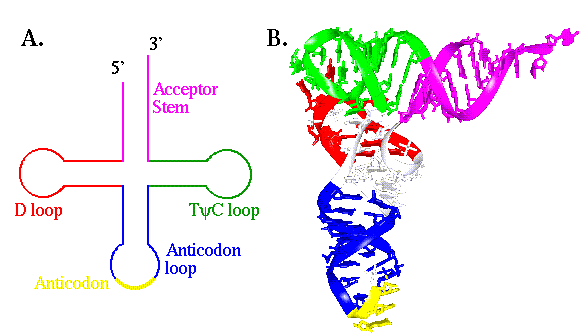 A.
B.
3'
5'
Acceptor
Stem
D loop
TψC loop
Anticodon
loop
Anticodon